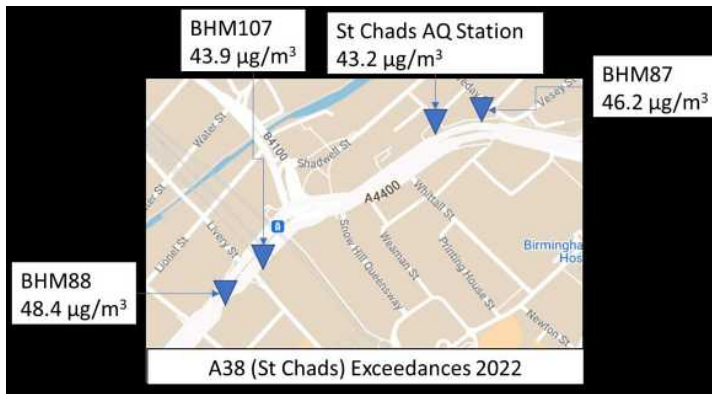 BHM107
43.9 µg/m³
St Chads AQ Station
43.2 µg/m³
BHM87
46.2 µg/m³
Vesey St
Water St
B4100
Shadwell St
A4400
Whittall St
Livery St
Lionel St
Snow Hill Queensway
Weaman St
Printing House St
Birmingham
Hos
Newton St
BHM88
48.4 µg/m³
A38 (St Chads) Exceedances 2022